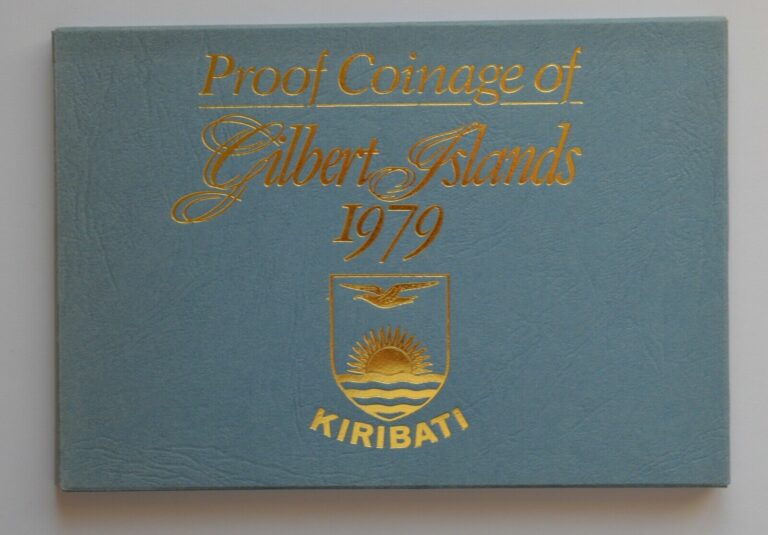 Proof Coinage of
Gilbert Islands
1979
KIRIBATI